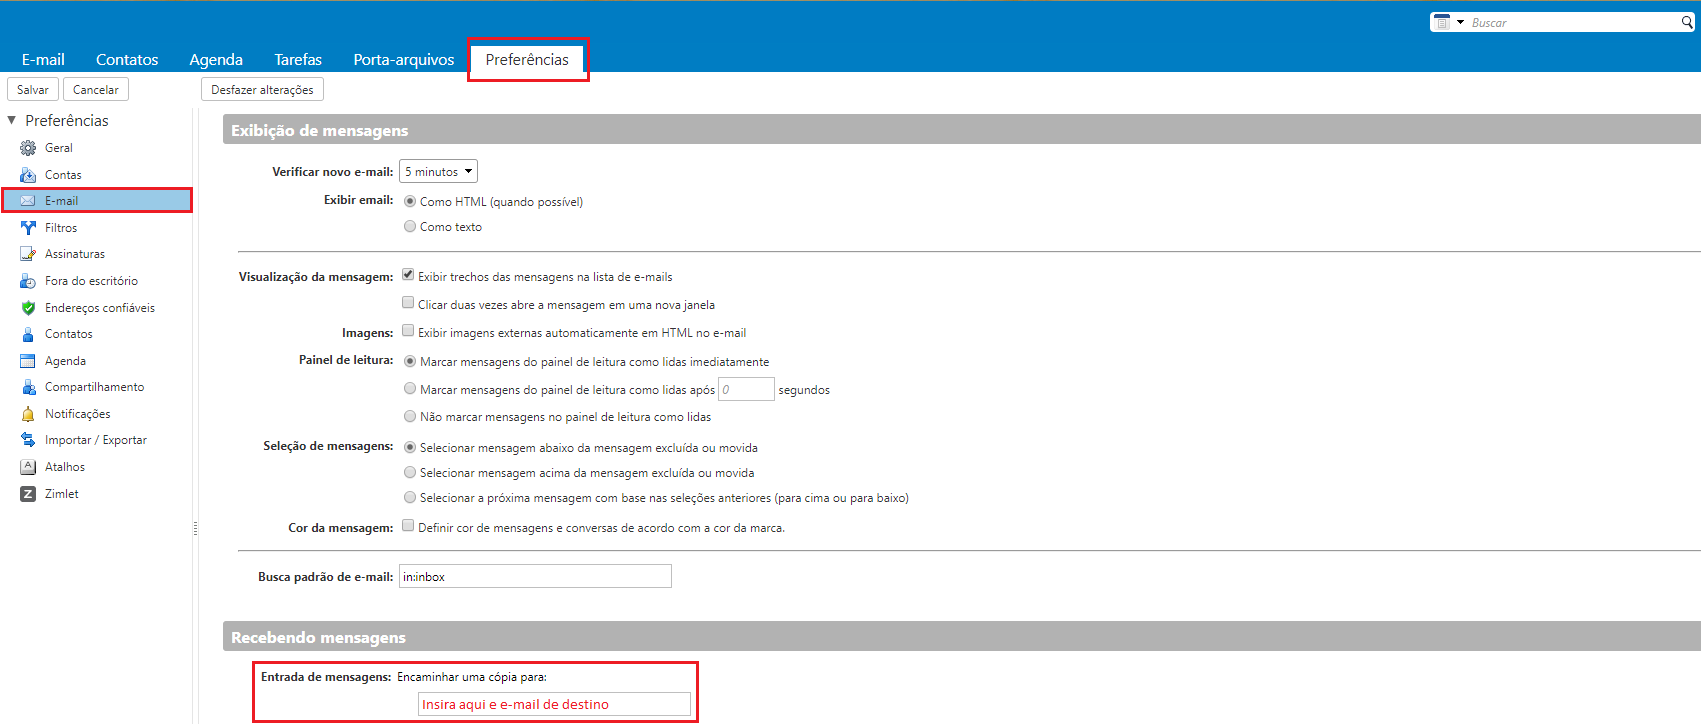 Buscar
E-mail Contatos Agenda Tarefas Porta-arquivos Preferências
Salvar Cancelar Desfazer alterações
Preferências
Geral
Contas
E-mail
Filtros
Assinaturas
Fora do escritório
Endereços confiáveis
Contatos
Agenda
Compartilhamento
Notificações
Importar / Exportar
A Atalhos
Z Zimlet
Exibição de mensagens
Verificar novo e-mail: 5 minutos
Exibir email: Como HTML (quando possível)
Como texto
Visualização da mensagem: Exibir trechos das mensagens na lista de e-mails
Clicar duas vezes abre a mensagem em uma nova janela
Imagens: Exibir imagens externas automaticamente em HTML no e-mail
Painel de leitura: Marcar mensagens do painel de leitura como lidas imediatamente
Marcar mensagens do painel de leitura como lidas após 0 segundos
Não marcar mensagens no painel de leitura como lidas
Seleção de mensagens: Selecionar mensagem abaixo da mensagem excluída ou movida
Selecionar mensagem acima da mensagem excluída ou movida
Selecionar a próxima mensagem com base nas seleções anteriores (para cima ou para baixo)
Cor da mensagem: Definir cor de mensagens e conversas de acordo com a cor da marca.
Busca padrão de e-mail: in:inbox
Recebendo mensagens
Entrada de mensagens: Encaminhar uma cópia para:
Insira aqui e e-mail de destino